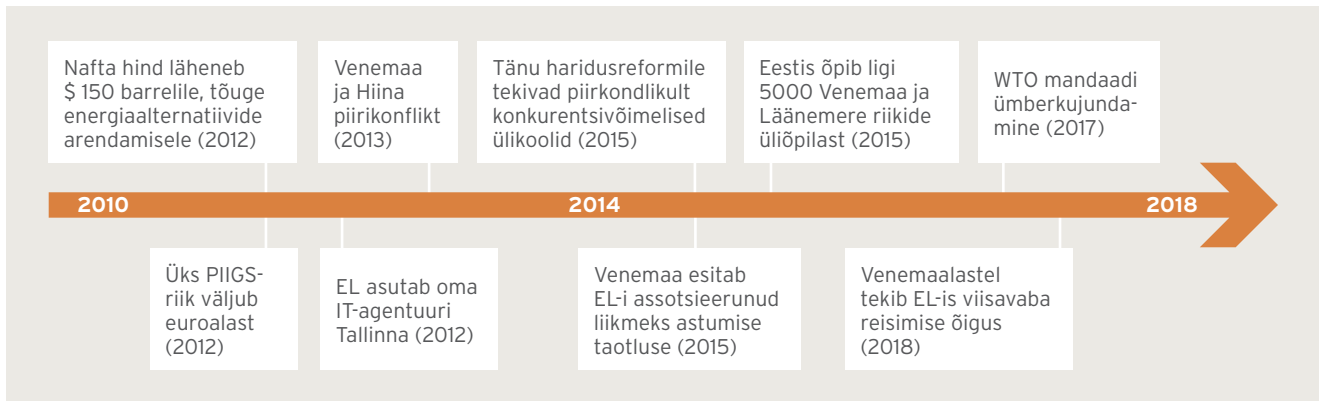 Nafta hind läheneb
$ 150 barrelile, tõuge
energiaalternatiivide
arendamisele (2012)
Venemaa
ja Hiina
piirikonflikt
(2013)
Tänu haridusreformile
tekivad piirkondlikult
konkurentsivõimelised
ülikoolid (2015)
Eestis õpib ligi
5000 Venemaa ja
Läänemere riikide
üliõpilast (2015)
WTO mandaadi
ümberkujunda-
mine (2017)
2010
2014
2018
Üks PIIGS-
riik väljub
euroalast
(2012)
EL asutab oma
IT-agentuuri
Tallinna (2012)
Venemaa esitab
EL-i assotsieerunud
liikmeks astumise
taotluse (2015)
Venemaalastel
tekib EL-is viisavaba
reisimise õigus
(2018)